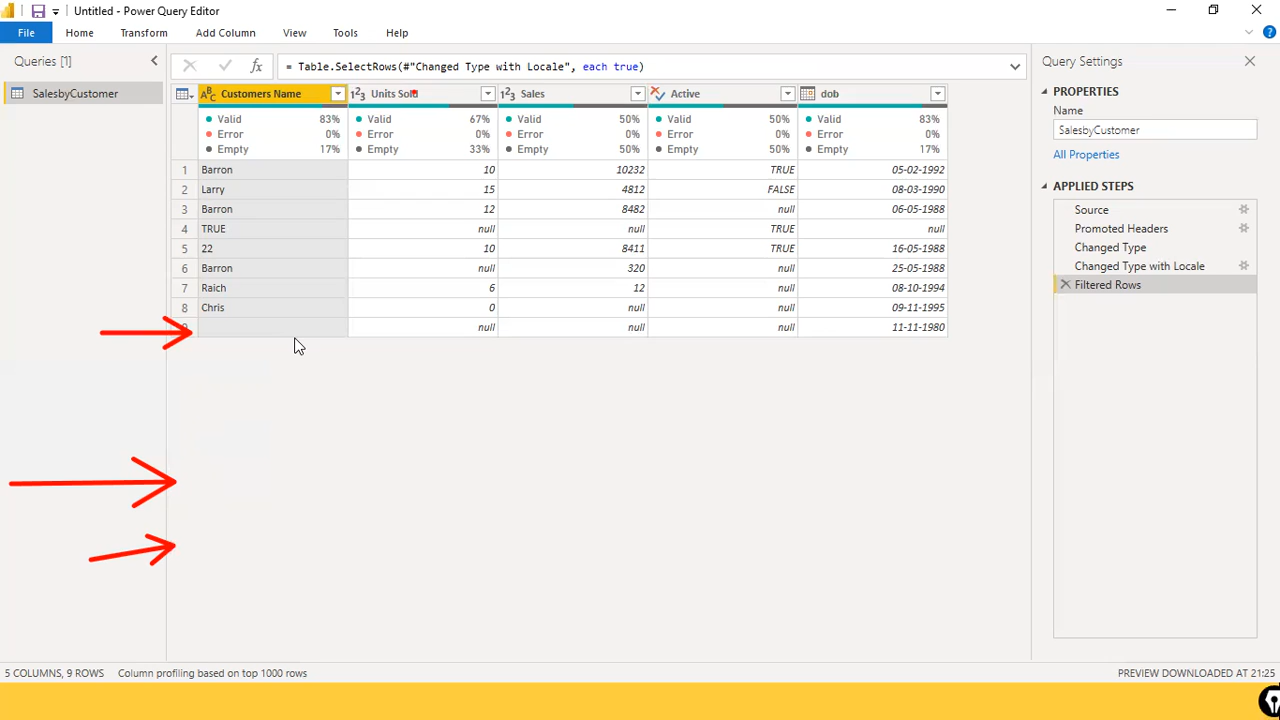 Untitled - Power Query Editor
File Home Transform Add Column View Tools Help
Queries [1]
SalesbyCustomer
fx = Table.SelectRows(#"Changed Type with Locale", each true)
ABC Customers Name 123 Units Sold 123 Sales Active dob
Valid 83% Valid 67% Valid 50% Valid 50% Valid 83%
Error 0% Error 0% Error 0% Error 0% Error 0%
Empty 17% Empty 33% Empty 50% Empty 50% Empty 17%
1 Barron 10 10232 TRUE 05-02-1992
2 Larry 15 4812 FALSE 08-03-1990
3 Barron 12 8482 null 06-05-1988
4 TRUE null null TRUE null
5 22 10 8411 TRUE 16-05-1988
6 Barron null 320 null 25-05-1988
7 Raich 6 12 null 08-10-1994
8 Chris 0 null null 09-11-1995
9 null null null 11-11-1980
Query Settings
PROPERTIES
Name
SalesbyCustomer
All Properties
APPLIED STEPS
Source
Promoted Headers
Changed Type
Changed Type with Locale
Filtered Rows
5 COLUMNS, 9 ROWS Column profiling based on top 1000 rows PREVIEW DOWNLOADED AT 21:25